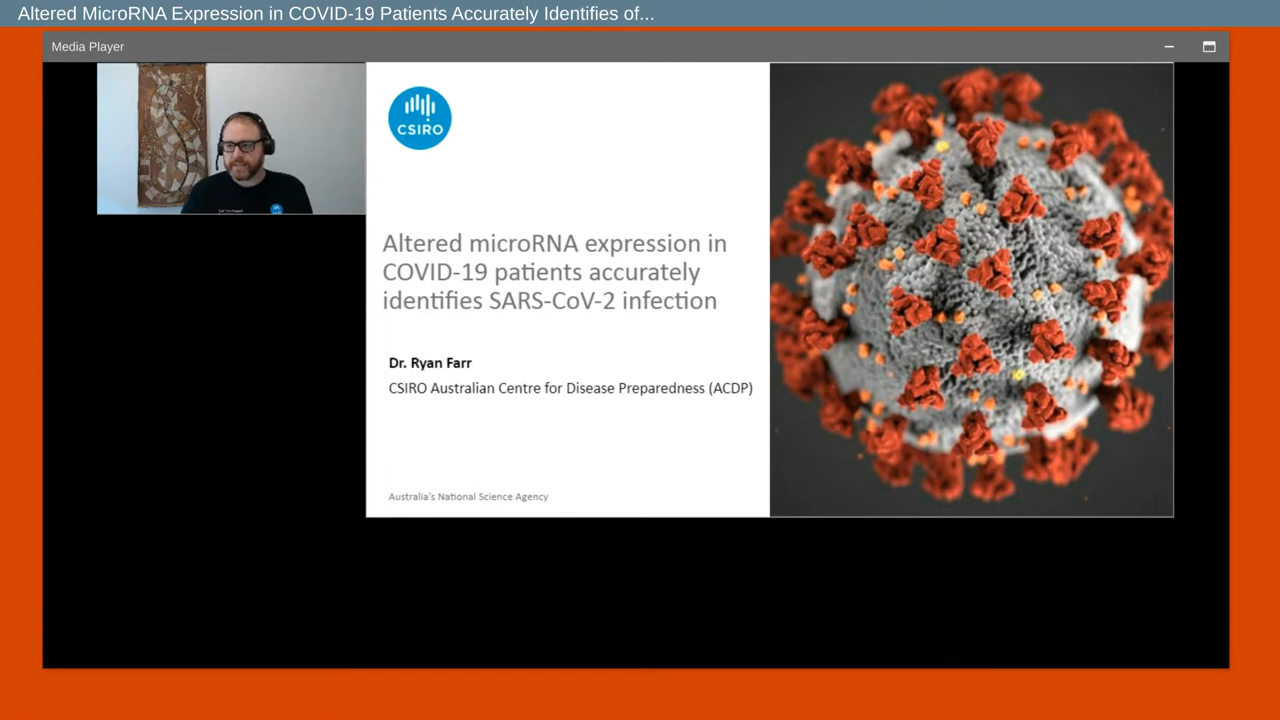 Altered MicroRNA Expression in COVID-19 Patients Accurately Identifies of...
Media Player
CSIRO
Altered microRNA expression in
COVID-19 patients accurately
identifies SARS-CoV-2 infection
Dr. Ryan Farr
CSIRO Australian Centre for Disease Preparedness (ACDP)
Australia's National Science Agency